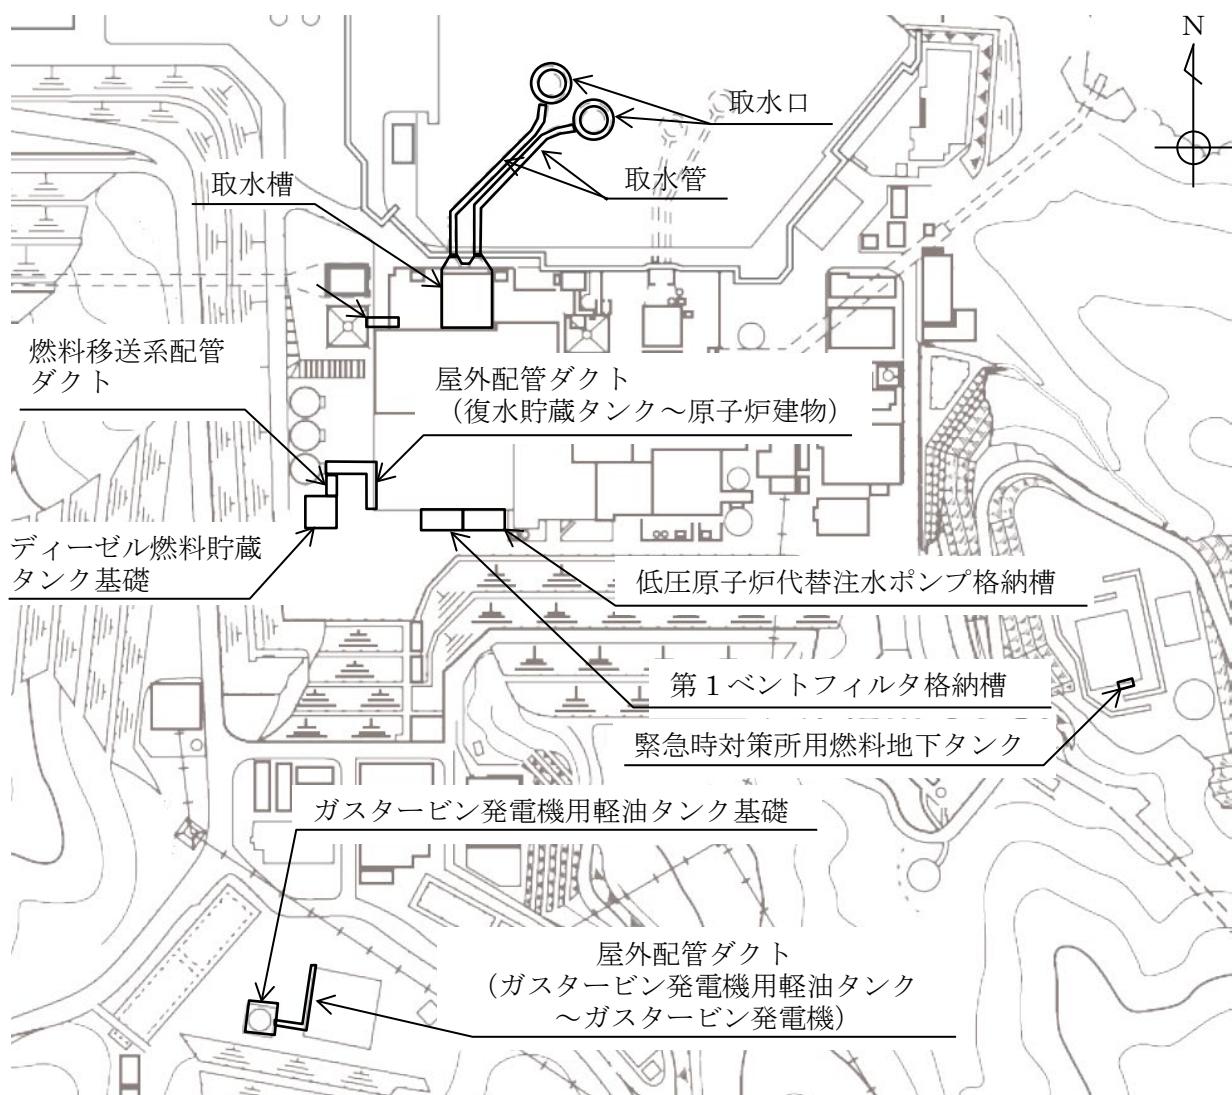 N
取水口
取水管
取水槽
燃料移送系配管
ダクト
屋外配管ダクト
（復水貯蔵タンク～原子炉建物）
ディーゼル燃料貯蔵
タンク基礎
低圧原子炉代替注水ポンプ格納槽
第１ベントフィルタ格納槽
緊急時対策所用燃料地下タンク
ガスタービン発電機用軽油タンク基礎
屋外配管ダクト
（ガスタービン発電機用軽油タンク
～ガスタービン発電機）